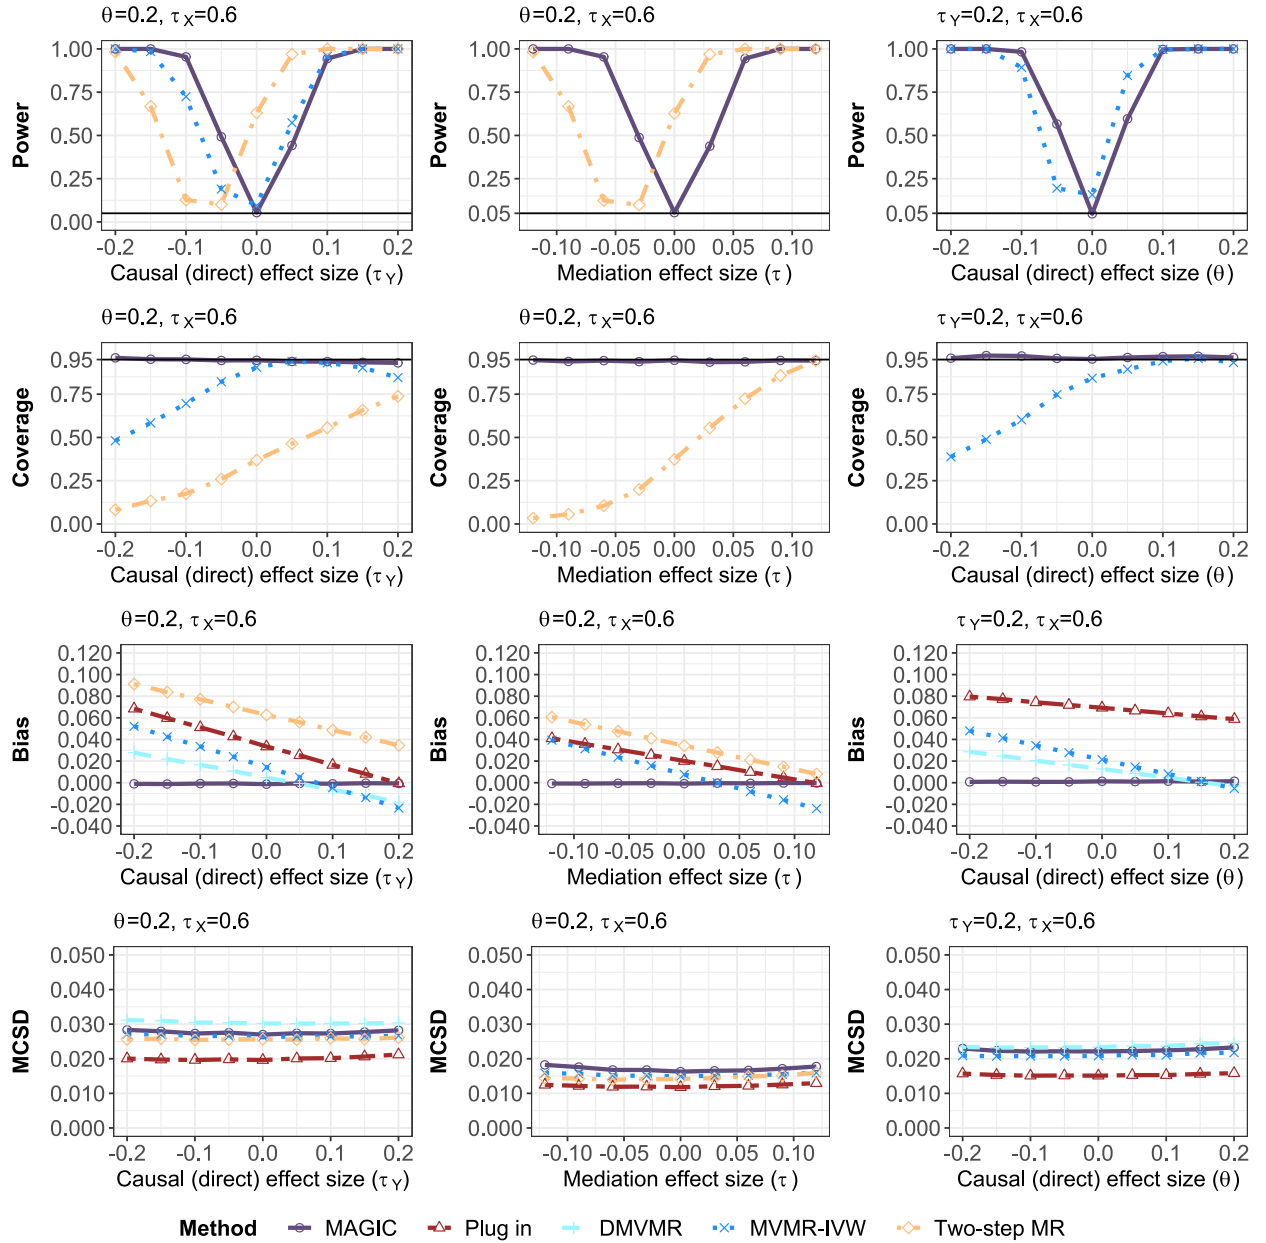 θ=0.2, τX=0.6
θ=0.2, τX=0.6
τY=0.2, τX=0.6
Power
1.00
0.75
0.50
0.25
0.00
-0.2 -0.1 0.0 0.1 0.2
Causal (direct) effect size (τY)
Power
1.00
0.75
0.50
0.25
0.05
-0.10 -0.05 0.00 0.05 0.10
Mediation effect size (τ)
Power
1.00
0.75
0.50
0.25
0.05
-0.2 -0.1 0.0 0.1 0.2
Causal (direct) effect size (θ)
θ=0.2, τX=0.6
θ=0.2, τX=0.6
τY=0.2, τX=0.6
Coverage
0.95
0.75
0.50
0.25
0.00
-0.2 -0.1 0.0 0.1 0.2
Causal (direct) effect size (τY)
Coverage
0.95
0.75
0.50
0.25
0.00
-0.10 -0.05 0.00 0.05 0.10
Mediation effect size (τ)
Coverage
0.95
0.75
0.50
0.25
0.00
-0.2 -0.1 0.0 0.1 0.2
Causal (direct) effect size (θ)
θ=0.2, τX=0.6
θ=0.2, τX=0.6
τY=0.2, τX=0.6
Bias
0.120
0.100
0.080
0.060
0.040
0.020
0.000
-0.020
-0.040
-0.2 -0.1 0.0 0.1 0.2
Causal (direct) effect size (τY)
Bias
0.120
0.100
0.080
0.060
0.040
0.020
0.000
-0.020
-0.040
-0.10 -0.05 0.00 0.05 0.10
Mediation effect size (τ)
Bias
0.120
0.100
0.080
0.060
0.040
0.020
0.000
-0.020
-0.040
-0.2 -0.1 0.0 0.1 0.2
Causal (direct) effect size (θ)
θ=0.2, τX=0.6
θ=0.2, τX=0.6
τY=0.2, τX=0.6
MCSD
0.050
0.040
0.030
0.020
0.010
0.000
-0.2 -0.1 0.0 0.1 0.2
Causal (direct) effect size (τY)
MCSD
0.050
0.040
0.030
0.020
0.010
0.000
-0.10 -0.05 0.00 0.05 0.10
Mediation effect size (τ)
MCSD
0.050
0.040
0.030
0.020
0.010
0.000
-0.2 -0.1 0.0 0.1 0.2
Causal (direct) effect size (θ)
Method MAGIC Plug in DMVMR MVMR-IVW Two-step MR